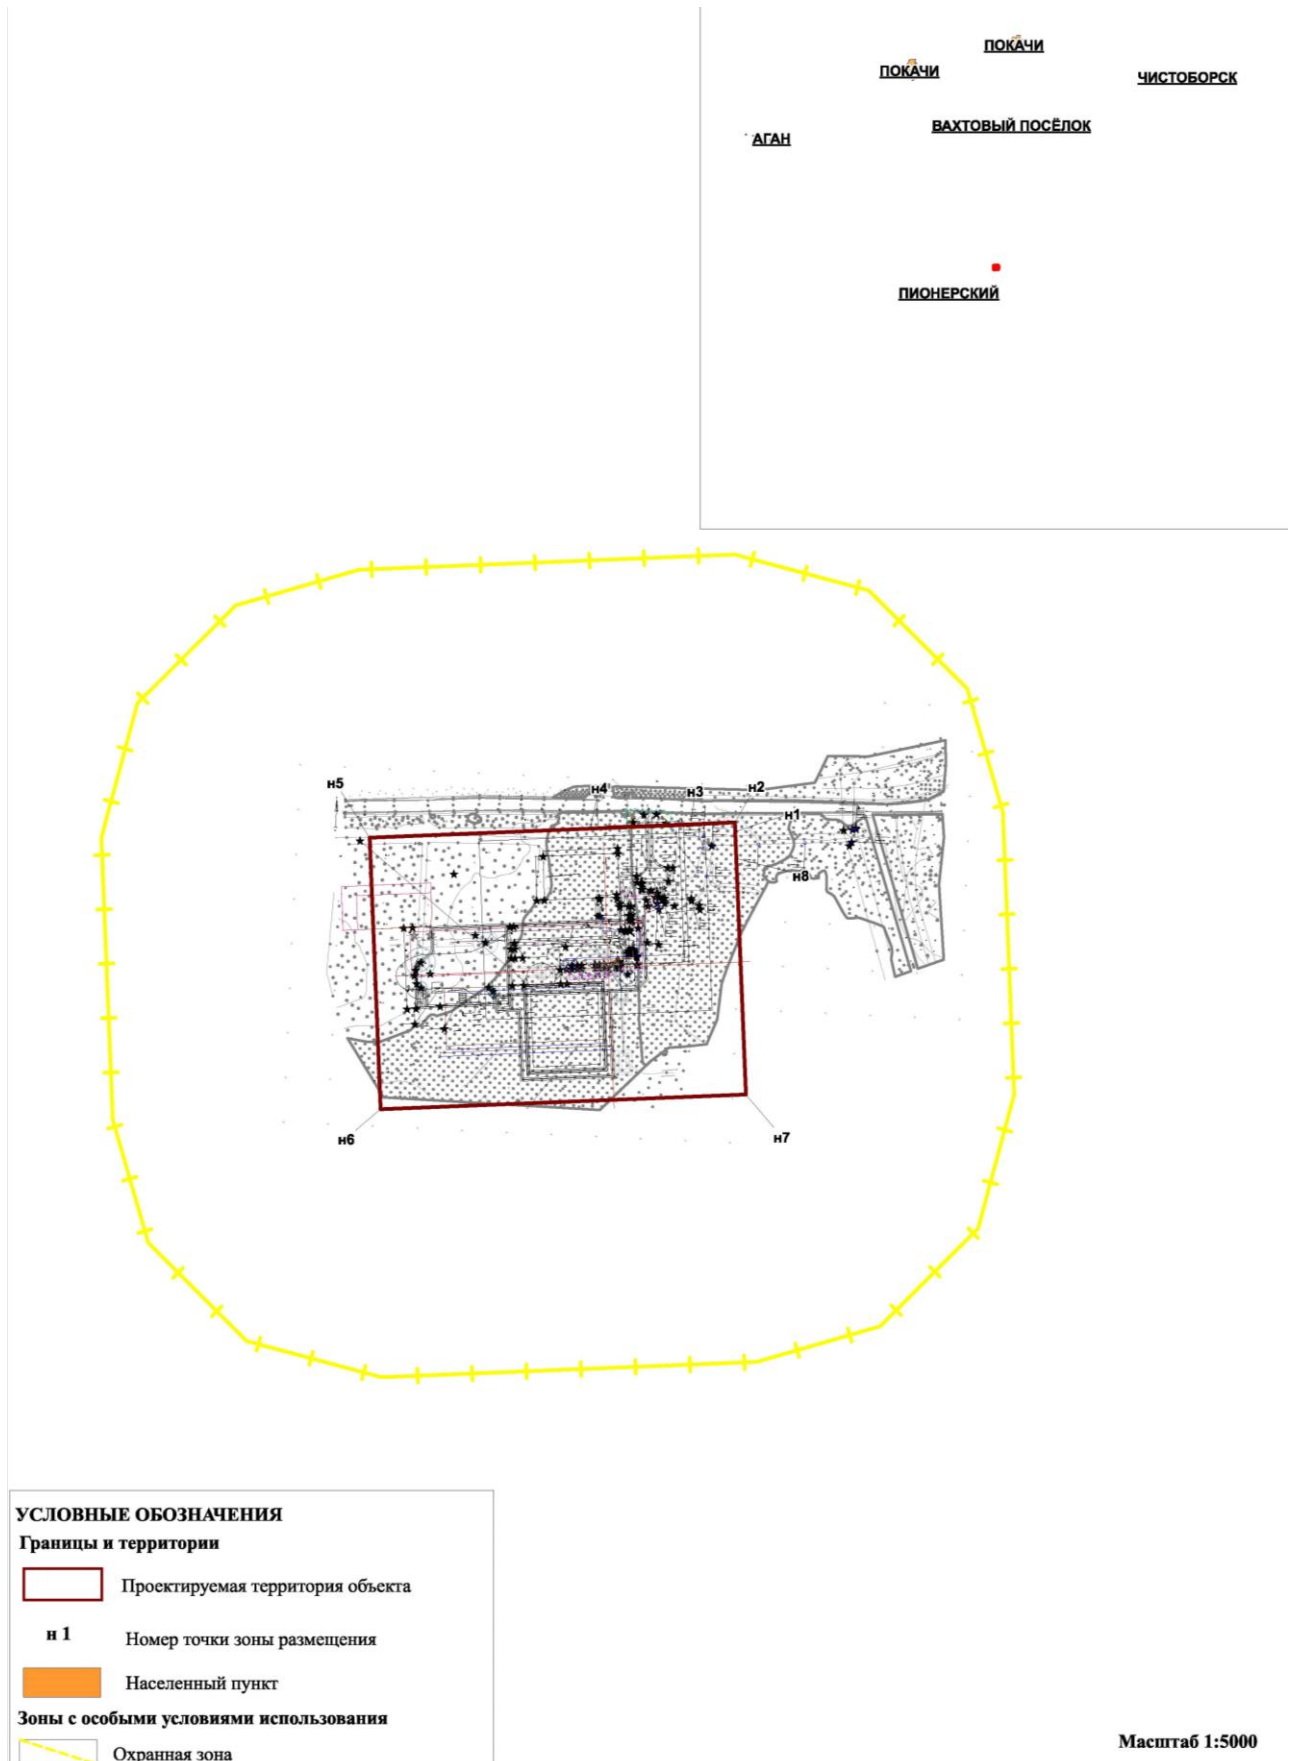 ПОКАЧИ
ПОКАЧИ
ЧИСТОБОРСК
ВАХТОВЫЙ ПОСЁЛОК
АГАН
ПИОНЕРСКИЙ
н5
н4
н3
н2
н1
н8
н6
н7
УСЛОВНЫЕ ОБОЗНАЧЕНИЯ
Границы и территории
Проектируемая территория объекта
н 1 Номер точки зоны размещения
Населенный пункт
Зоны с особыми условиями использования
Охранная зона
Масштаб 1:5000